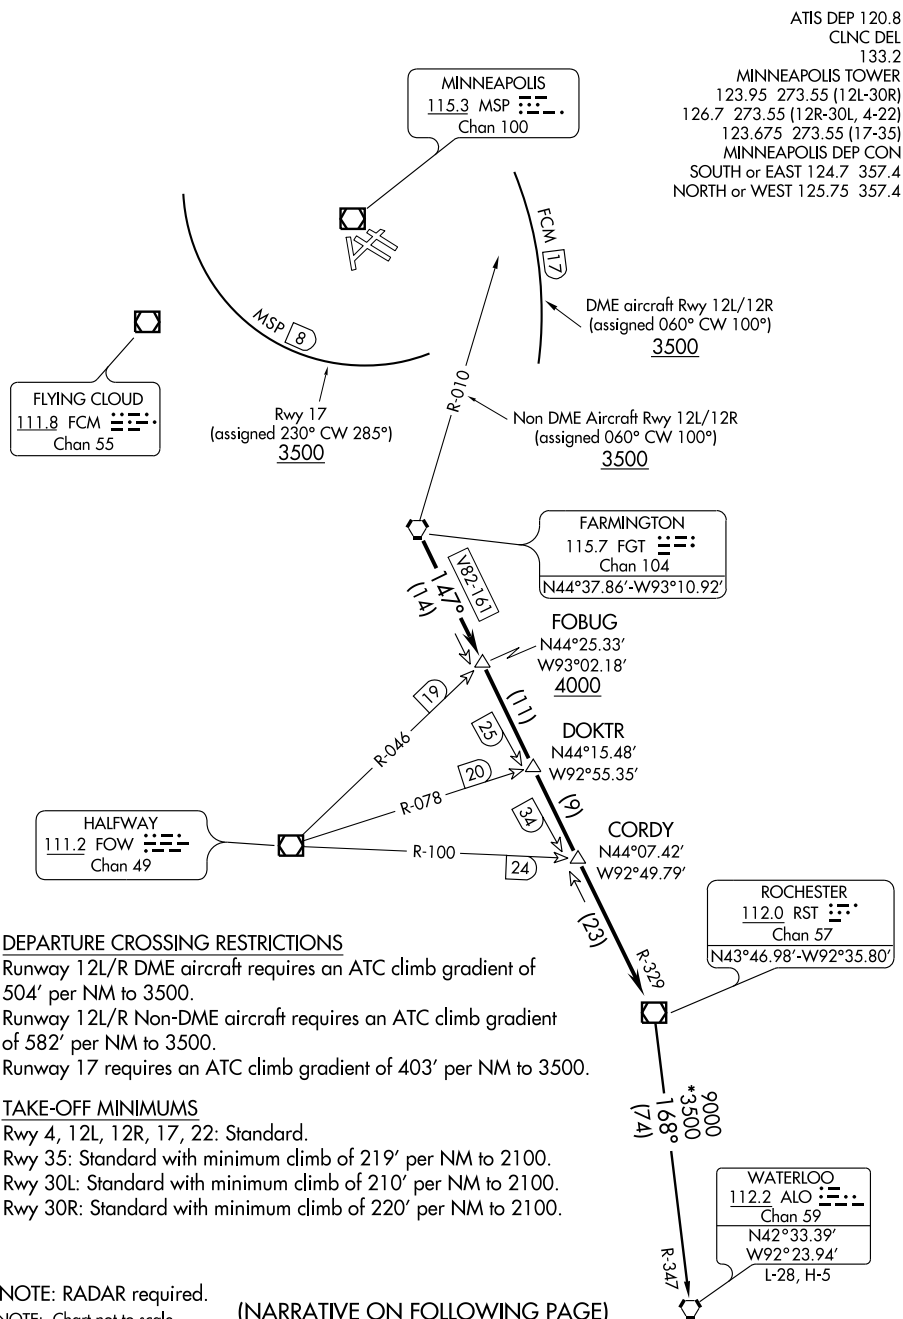 ATIS DEP 120.8
CLNC DEL
133.2
MINNEAPOLIS TOWER
123.95 273.55 (12L-30R)
126.7 273.55 (12R-30L, 4-22)
123.675 273.55 (17-35)
MINNEAPOLIS DEP CON
SOUTH or EAST 124.7 357.4
NORTH or WEST 125.75 357.4
MINNEAPOLIS
115.3 MSP
Chan 100
FCM 17
MSP 8
DME aircraft Rwy 12L/12R
(assigned 060° CW 100°)
3500
FLYING CLOUD
111.8 FCM
Chan 55
Rwy 17
(assigned 230° CW 285°)
3500
R-010
Non DME Aircraft Rwy 12L/12R
(assigned 060° CW 100°)
3500
FARMINGTON
115.7 FGT
Chan 104
N44°37.86′-W93°10.92′
V82-161
147°
(14)
FOBUG
N44°25.33′
W93°02.18′
4000
19
R-046
(11)
25
DOKTR
N44°15.48′
W92°55.35′
20
R-078
(9)
34
HALFWAY
111.2 FOW
Chan 49
R-100
24
CORDY
N44°07.42′
W92°49.79′
(23)
R-329
ROCHESTER
112.0 RST
Chan 57
N43°46.98′-W92°35.80′
DEPARTURE CROSSING RESTRICTIONS
Runway 12L/R DME aircraft requires an ATC climb gradient of
504′ per NM to 3500.
Runway 12L/R Non-DME aircraft requires an ATC climb gradient
of 582′ per NM to 3500.
Runway 17 requires an ATC climb gradient of 403′ per NM to 3500.
TAKE-OFF MINIMUMS
Rwy 4, 12L, 12R, 17, 22: Standard.
Rwy 35: Standard with minimum climb of 219′ per NM to 2100.
Rwy 30L: Standard with minimum climb of 210′ per NM to 2100.
Rwy 30R: Standard with minimum climb of 220′ per NM to 2100.
9000
*3500
168°
(74)
WATERLOO
112.2 ALO
Chan 59
N42°33.39′
W92°23.94′
L-28, H-5
R-347
NOTE: RADAR required.
NOTE: Chart not to scale
(NARRATIVE ON FOLLOWING PAGE)